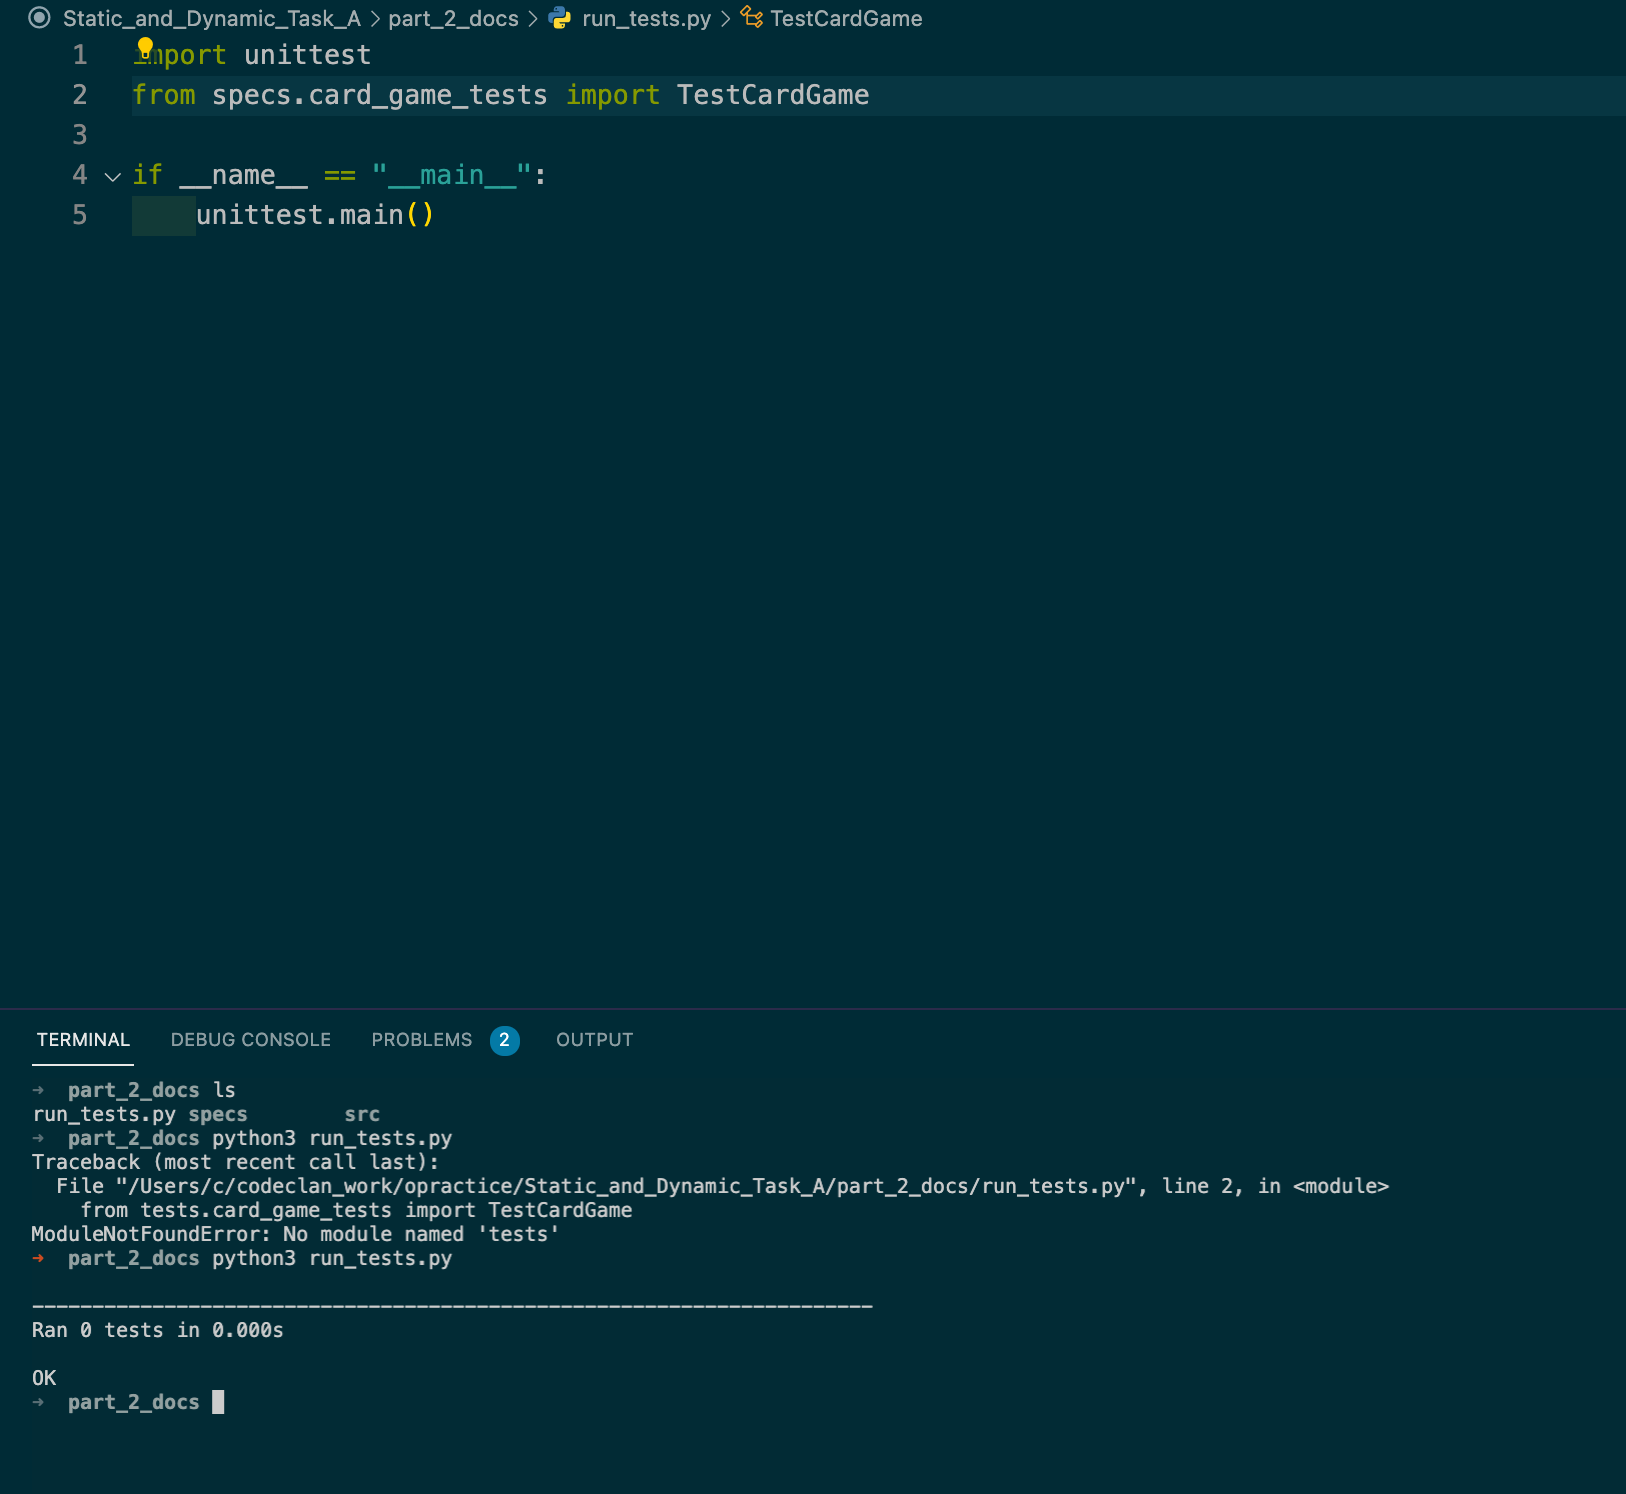 Static_and_Dynamic_Task_A > part_2_docs > run_tests.py > TestCardGame
1 import unittest
2 from specs.card_game_tests import TestCardGame
3
4 if __name__ == "__main__":
5 unittest.main()
TERMINAL DEBUG CONSOLE PROBLEMS 2 OUTPUT
→ part_2_docs ls
run_tests.py specs src
→ part_2_docs python3 run_tests.py
Traceback (most recent call last):
File "/Users/c/codeclan_work/opractice/Static_and_Dynamic_Task_A/part_2_docs/run_tests.py", line 2, in <module>
from tests.card_game_tests import TestCardGame
ModuleNotFoundError: No module named 'tests'
→ part_2_docs python3 run_tests.py
----------------------------------------------------------------------
Ran 0 tests in 0.000s
OK
→ part_2_docs